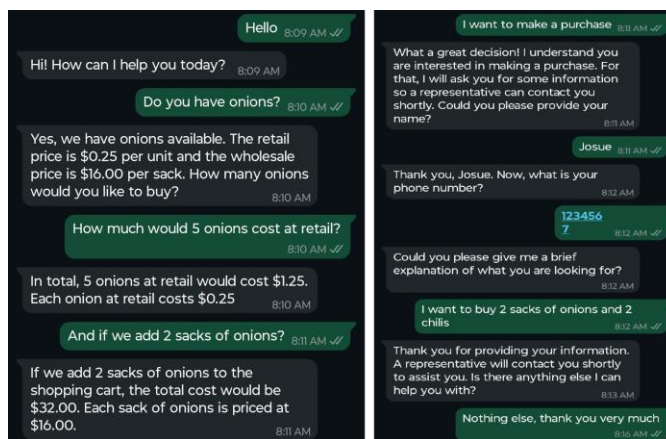 Hello 8:09 AM
Hi! How can I help you today? 8:09 AM
Do you have onions? 8:10 AM
Yes, we have onions available. The retail
price is $0.25 per unit and the wholesale
price is $16.00 per sack. How many onions
would you like to buy? 8:10 AM
How much would 5 onions cost at retail?
8:10 AM
In total, 5 onions at retail would cost $1.25.
Each onion at retail costs $0.25 8:10 AM
And if we add 2 sacks of onions? 8:11 AM
If we add 2 sacks of onions to the
shopping cart, the total cost would be
$32.00. Each sack of onions is priced at
$16.00. 8:11 AM
I want to make a purchase 8:11 AM
What a great decision! I understand you
are interested in making a purchase. For
that, I will ask you for some information
so a representative can contact you
shortly. Could you please provide your
name? 8:11 AM
Josue 8:11 AM
Thank you, Josue. Now, what is your
phone number? 8:12 AM
123456
7 8:12 AM
Could you please give me a brief
explanation of what you are looking for?
8:12 AM
I want to buy 2 sacks of onions and 2
chilis 8:12 AM
Thank you for providing your information.
A representative will contact you shortly
to assist you. Is there anything else I can
help you with? 8:13 AM
Nothing else, thank you very much
8:16 AM